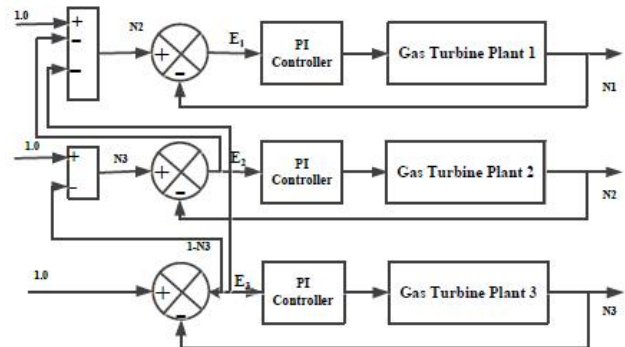 1.0
+
−
−
N2
+
-
E1
PI
Controller
Gas Turbine Plant 1
N1
1.0
+
−
N3
+
-
E2
PI
Controller
Gas Turbine Plant 2
N2
1-N3
1.0
+
-
E3
PI
Controller
Gas Turbine Plant 3
N3